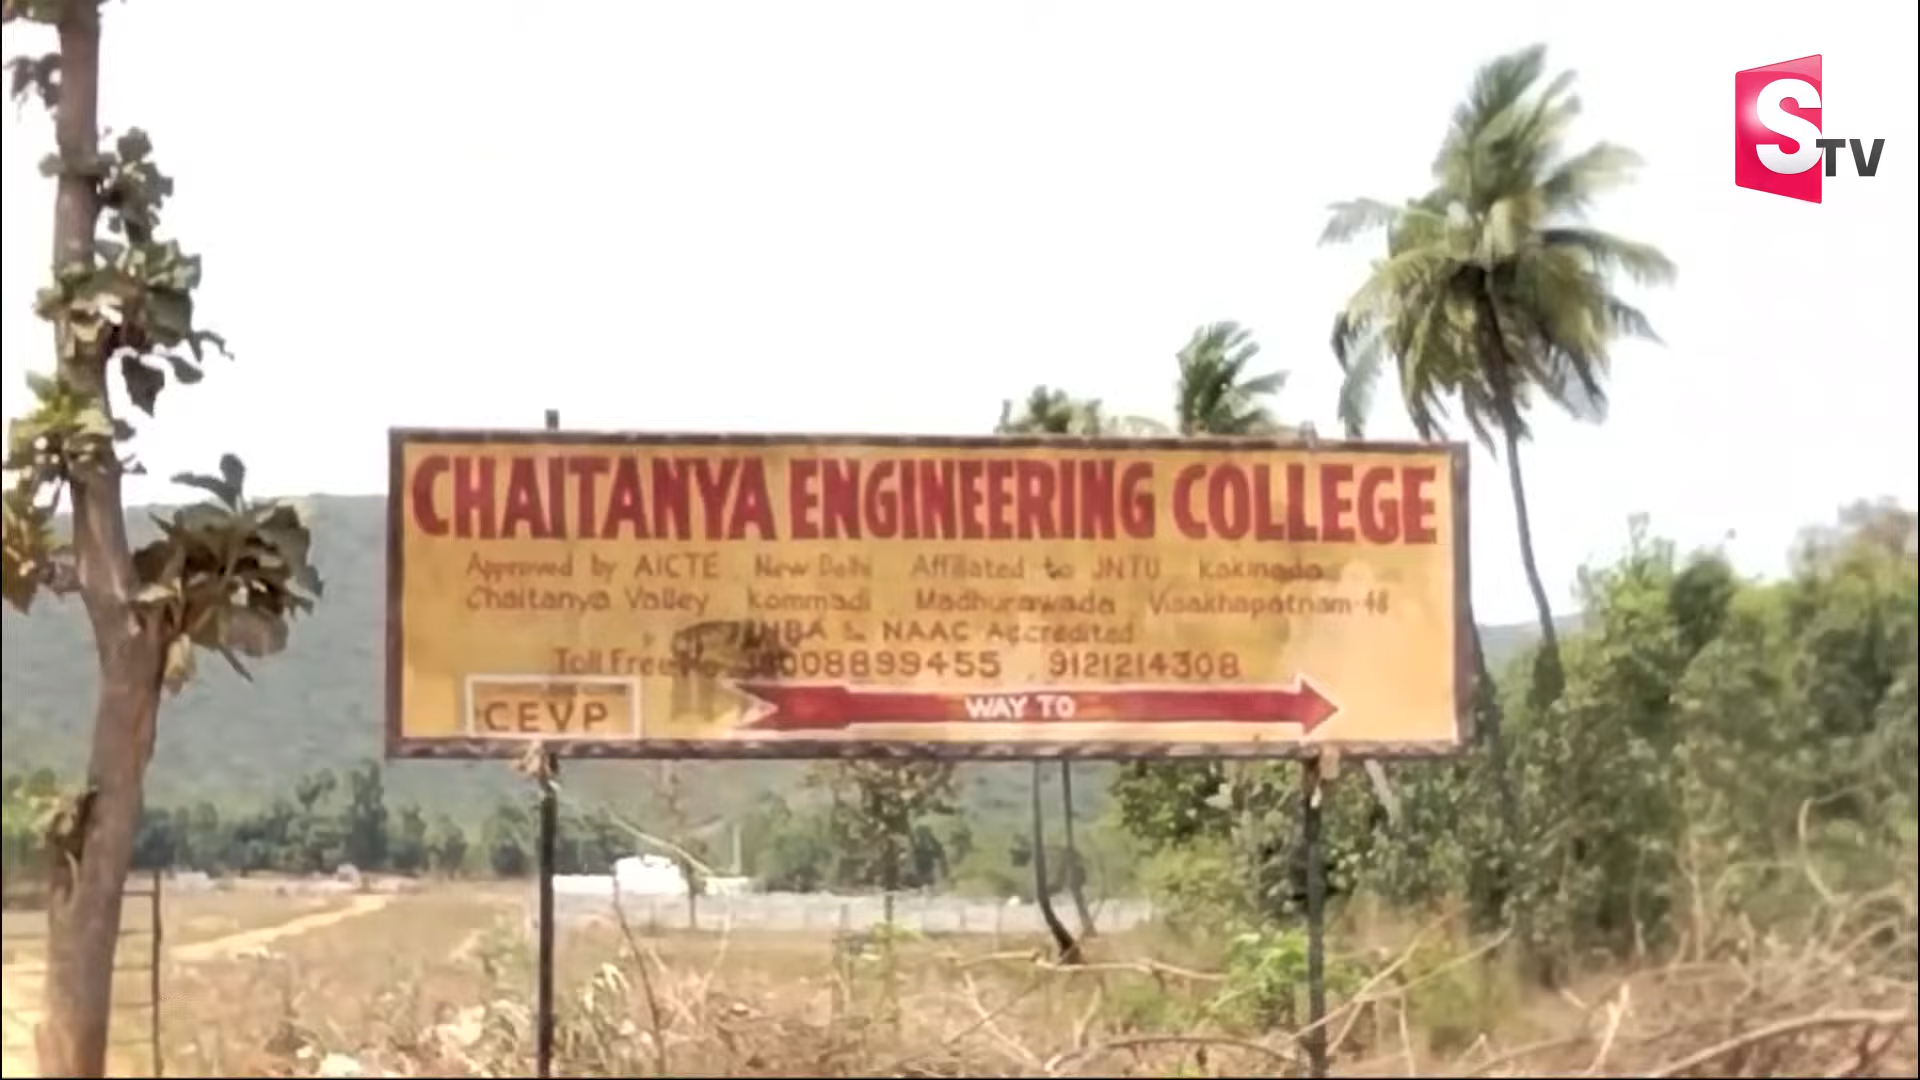 STV
CHAITANYA ENGINEERING COLLEGE
Approved by AICTE New Delhi Affiliated to JNTU Kakinada
Chaitanya Valley Kommadi Madhurawada Visakhapatnam-48
NBA & NAAC Accredited
Toll Free No 18008899455 9121214308
CEVP WAY TO